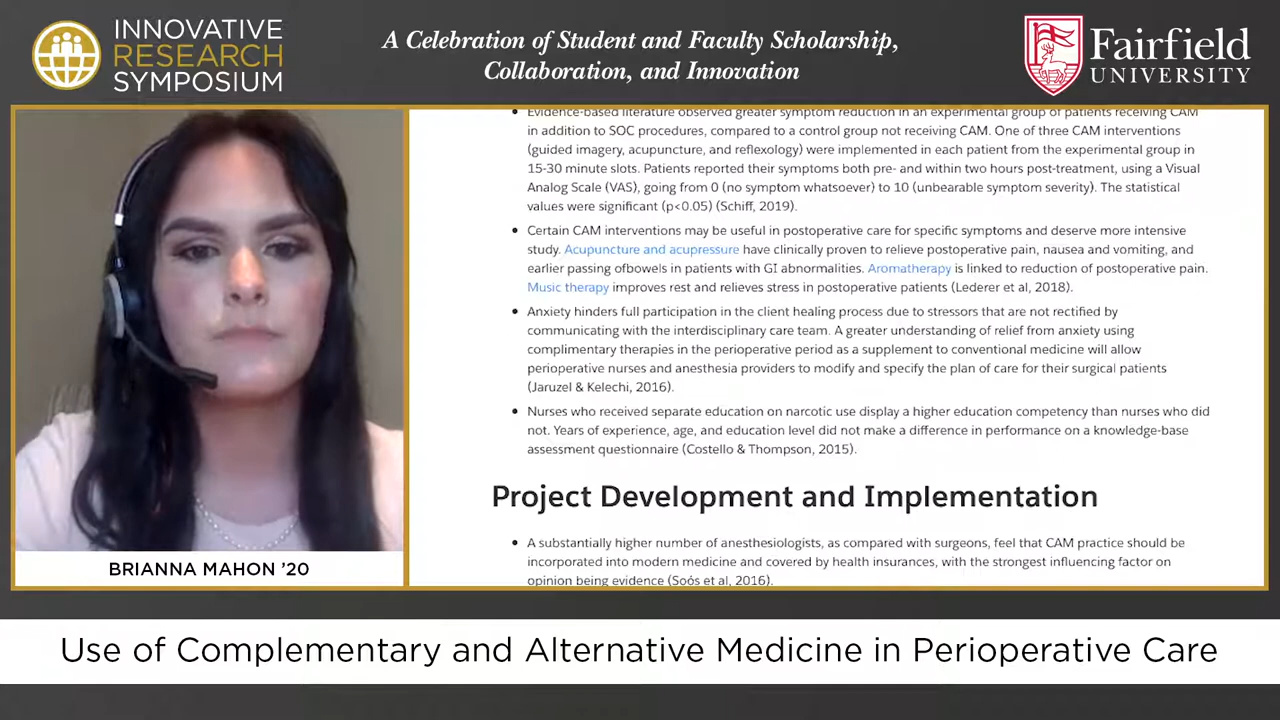 INNOVATIVE
RESEARCH
SYMPOSIUM
A Celebration of Student and Faculty Scholarship,
Collaboration, and Innovation
Fairfield
UNIVERSITY
• Evidence-based literature observed greater symptom reduction in an experimental group of patients receiving CAM
in addition to SOC procedures, compared to a control group not receiving CAM. One of three CAM interventions
(guided imagery, acupuncture, and reflexology) were implemented in each patient from the experimental group in
15-30 minute slots. Patients reported their symptoms both pre- and within two hours post-treatment, using a Visual
Analog Scale (VAS), going from 0 (no symptom whatsoever) to 10 (unbearable symptom severity). The statistical
values were significant (p<0.05) (Schiff, 2019).
• Certain CAM interventions may be useful in postoperative care for specific symptoms and deserve more intensive
study. Acupuncture and acupressure have clinically proven to relieve postoperative pain, nausea and vomiting, and
earlier passing ofbowels in patients with GI abnormalities. Aromatherapy is linked to reduction of postoperative pain.
Music therapy improves rest and relieves stress in postoperative patients (Lederer et al, 2018).
• Anxiety hinders full participation in the client healing process due to stressors that are not rectified by
communicating with the interdisciplinary care team. A greater understanding of relief from anxiety using
complimentary therapies in the perioperative period as a supplement to conventional medicine will allow
perioperative nurses and anesthesia providers to modify and specify the plan of care for their surgical patients
(Jaruzel & Kelechi, 2016).
• Nurses who received separate education on narcotic use display a higher education competency than nurses who did
not. Years of experience, age, and education level did not make a difference in performance on a knowledge-base
assessment questionnaire (Costello & Thompson, 2015).
Project Development and Implementation
• A substantially higher number of anesthesiologists, as compared with surgeons, feel that CAM practice should be
incorporated into modern medicine and covered by health insurances, with the strongest influencing factor on
opinion being evidence (Soós et al, 2016).
BRIANNA MAHON ’20
Use of Complementary and Alternative Medicine in Perioperative Care